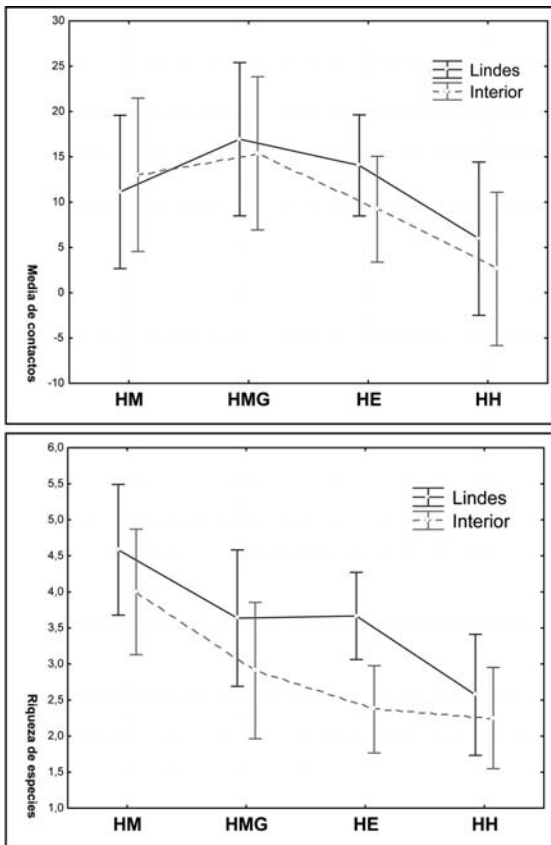 30
25
20
15
10
5
0
-5
-10
Media de contactos
Lindes
Interior
HM HMG HE HH
6,0
5,5
5,0
4,5
4,0
3,5
3,0
2,5
2,0
1,5
1,0
Riqueza de especies
Lindes
Interior
HM HMG HE HH